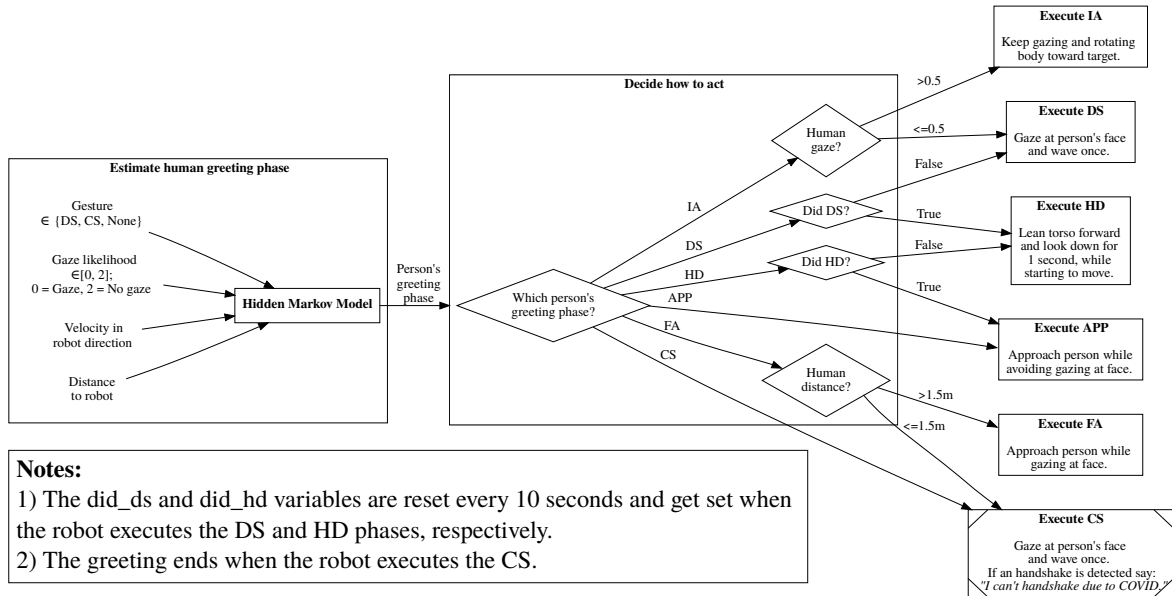 Estimate human greeting phase
Gesture
∈ {DS, CS, None}
Gaze likelihood
∈[0, 2];
0 = Gaze, 2 = No gaze
Velocity in
robot direction
Distance
to robot
Hidden Markov Model
Person's
greeting
phase
Decide how to act
Which person's
greeting phase?
IA
DS
HD
APP
FA
CS
Human
gaze?
>0.5
<=0.5
Did DS?
False
True
Did HD?
False
True
Human
distance?
>1.5m
<=1.5m
Execute IA
Keep gazing and rotating
body toward target.
Execute DS
Gaze at person's face
and wave once.
Execute HD
Lean torso forward
and look down for
1 second, while
starting to move.
Execute APP
Approach person while
avoiding gazing at face.
Execute FA
Approach person while
gazing at face.
Execute CS
Gaze at person's face
and wave once.
If an handshake is detected say:
"I can't handshake due to COVID."
Notes:
1) The did_ds and did_hd variables are reset every 10 seconds and get set when
the robot executes the DS and HD phases, respectively.
2) The greeting ends when the robot executes the CS.